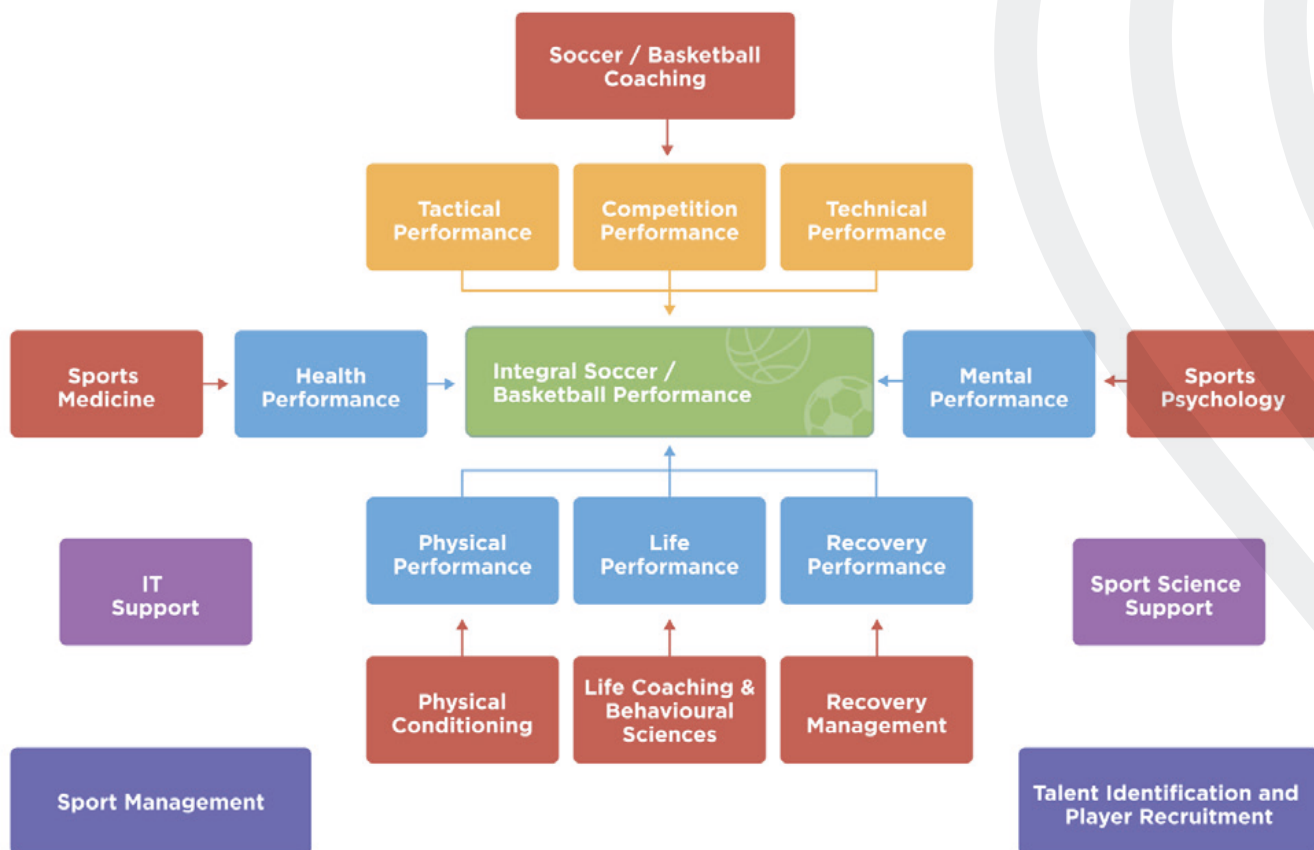 Soccer / Basketball
Coaching
Tactical
Performance
Competition
Performance
Technical
Performance
Sports
Medicine
Health
Performance
Integral Soccer /
Basketball Performance
Mental
Performance
Sports
Psychology
Physical
Performance
Life
Performance
Recovery
Performance
IT
Support
Sport Science
Support
Physical
Conditioning
Life Coaching &
Behavioural
Sciences
Recovery
Management
Sport Management
Talent Identification and
Player Recruitment